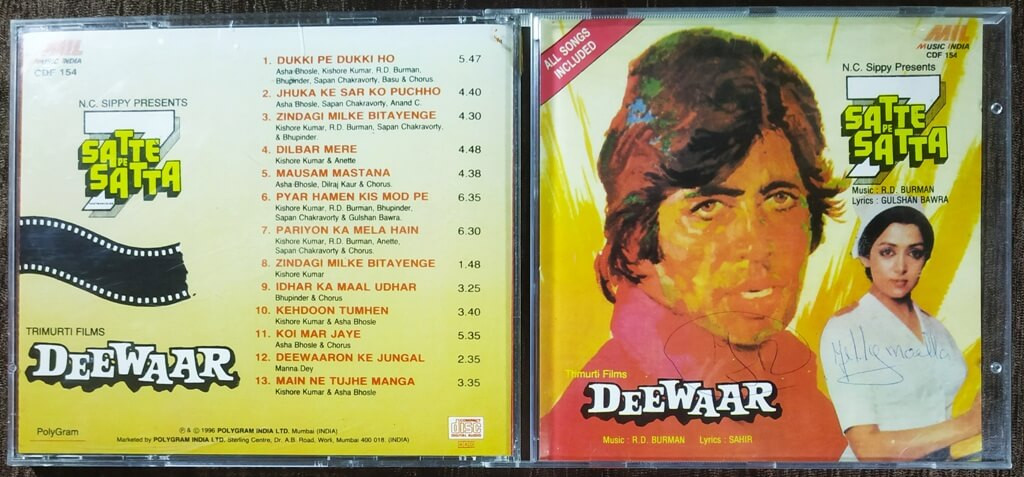 MIL
MUSIC INDIA
CDF 154
N.C. SIPPY PRESENTS
7
SATTE
PE
SATTA
TRIMURTI FILMS
DEEWAAR
PolyGram
1. DUKKI PE DUKKI HO 5.47
Asha Bhosle, Kishore Kumar, R.D. Burman,
Bhupinder, Sapan Chakravorty, Basu & Chorus
2. JHUKA KE SAR KO PUCHHO 4.40
Asha Bhosle, Sapan Chakravorty, Anand C.
3. ZINDAGI MILKE BITAYENGE 4.30
Kishore Kumar, R.D. Burman, Sapan Chakravorty,
& Bhupinder.
4. DILBAR MERE 4.48
Kishore Kumar & Anette
5. MAUSAM MASTANA 4.38
Asha Bhosle, Dilraj Kaur & Chorus.
6. PYAR HAMEN KIS MOD PE 6.35
Kishore Kumar, R.D. Burman, Bhupinder,
Sapan Chakravorty & Gulshan Bawra.
7. PARIYON KA MELA HAIN 6.30
Kishore Kumar, R.D. Burman, Anette,
Sapan Chakravorty & Chorus.
8. ZINDAGI MILKE BITAYENGE 1.48
Kishore Kumar
9. IDHAR KA MAAL UDHAR 3.25
Bhupinder & Chorus
10. KEHDOON TUMHEN 3.40
Kishore Kumar & Asha Bhosle
11. KOI MAR JAYE 5.35
Asha Bhosle & Chorus
12. DEEWAARON KE JUNGAL 2.35
Manna Dey
13. MAIN NE TUJHE MANGA 3.35
Kishore Kumar & Asha Bhosle
℗ & © 1996 POLYGRAM INDIA LTD. Mumbai (INDIA)
Marketed by POLYGRAM INDIA LTD, Sterling Centre, Dr. A.B. Road, Worli, Mumbai 400 018. (INDIA)
COMPACT
disc
DIGITAL AUDIO
ALL SONGS
INCLUDED
MIL
MUSIC INDIA
CDF 154
N.C. Sippy Presents
7
SATTE
PE
SATTA
Music : R.D. BURMAN
Lyrics : GULSHAN BAWRA
Trimurti Films
DEEWAAR
Music : R.D. BURMAN Lyrics : SAHIR